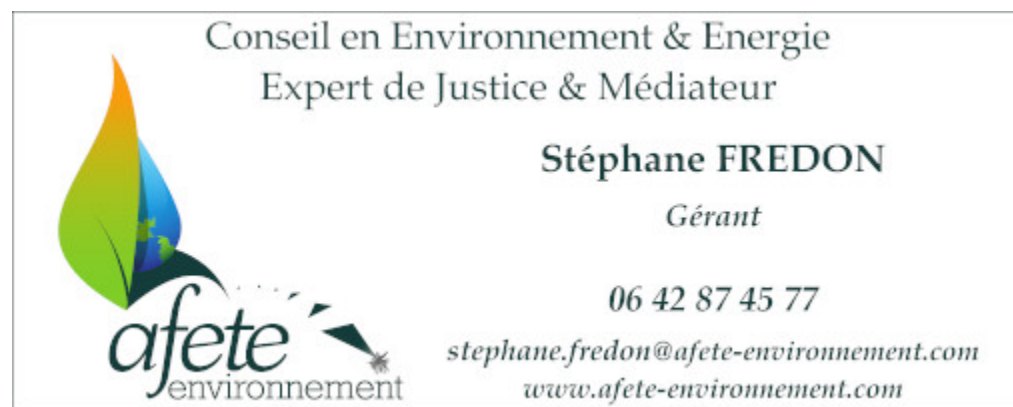 Conseil en Environnement & Energie
Expert de Justice & Médiateur
Stéphane FREDON
Gérant
06 42 87 45 77
stephane.fredon@afete-environnement.com
www.afete-environnement.com
afete
environnement